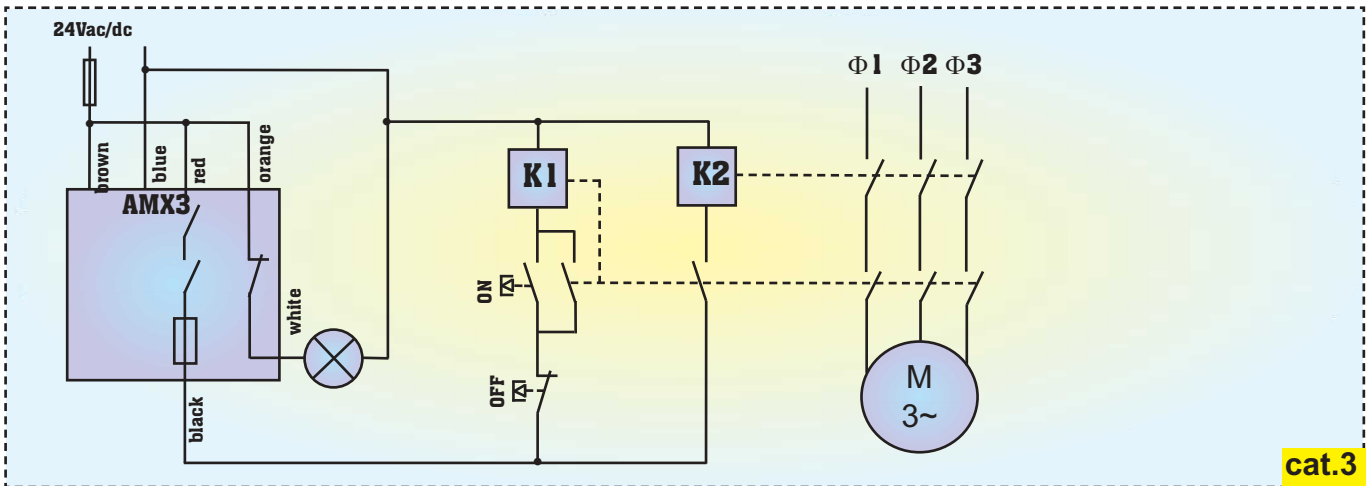 24Vac/dc
Φ1 Φ2 Φ3
brown
blue
red
orange
AMX3
K1
K2
white
ON
OFF
black
M
3~
cat.3